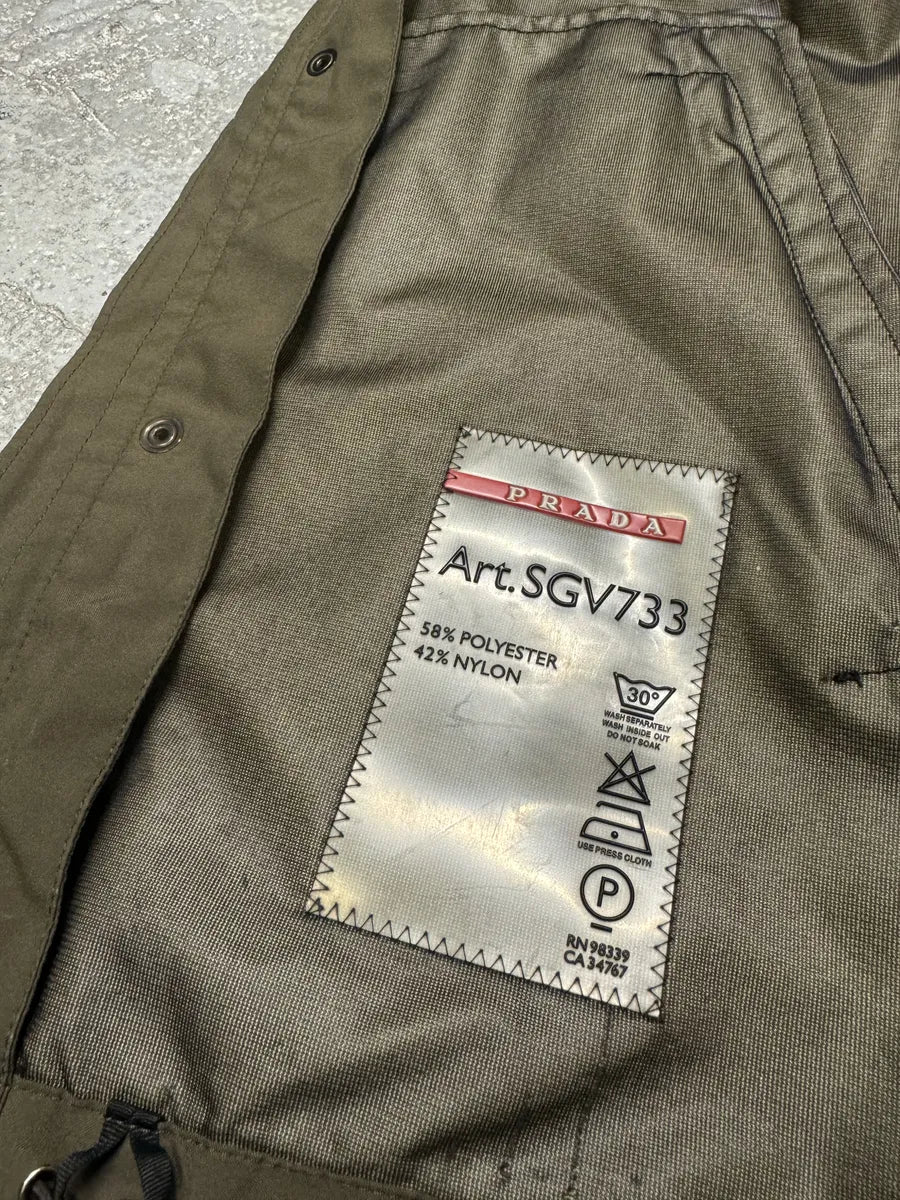 PRADA
Art.SGV733
58% POLYESTER
42% NYLON
30°
WASH SEPARATELY
WASH INSIDE OUT
DO NOT SOAK
USE PRESS CLOTH
P
RN 98339
CA 34767